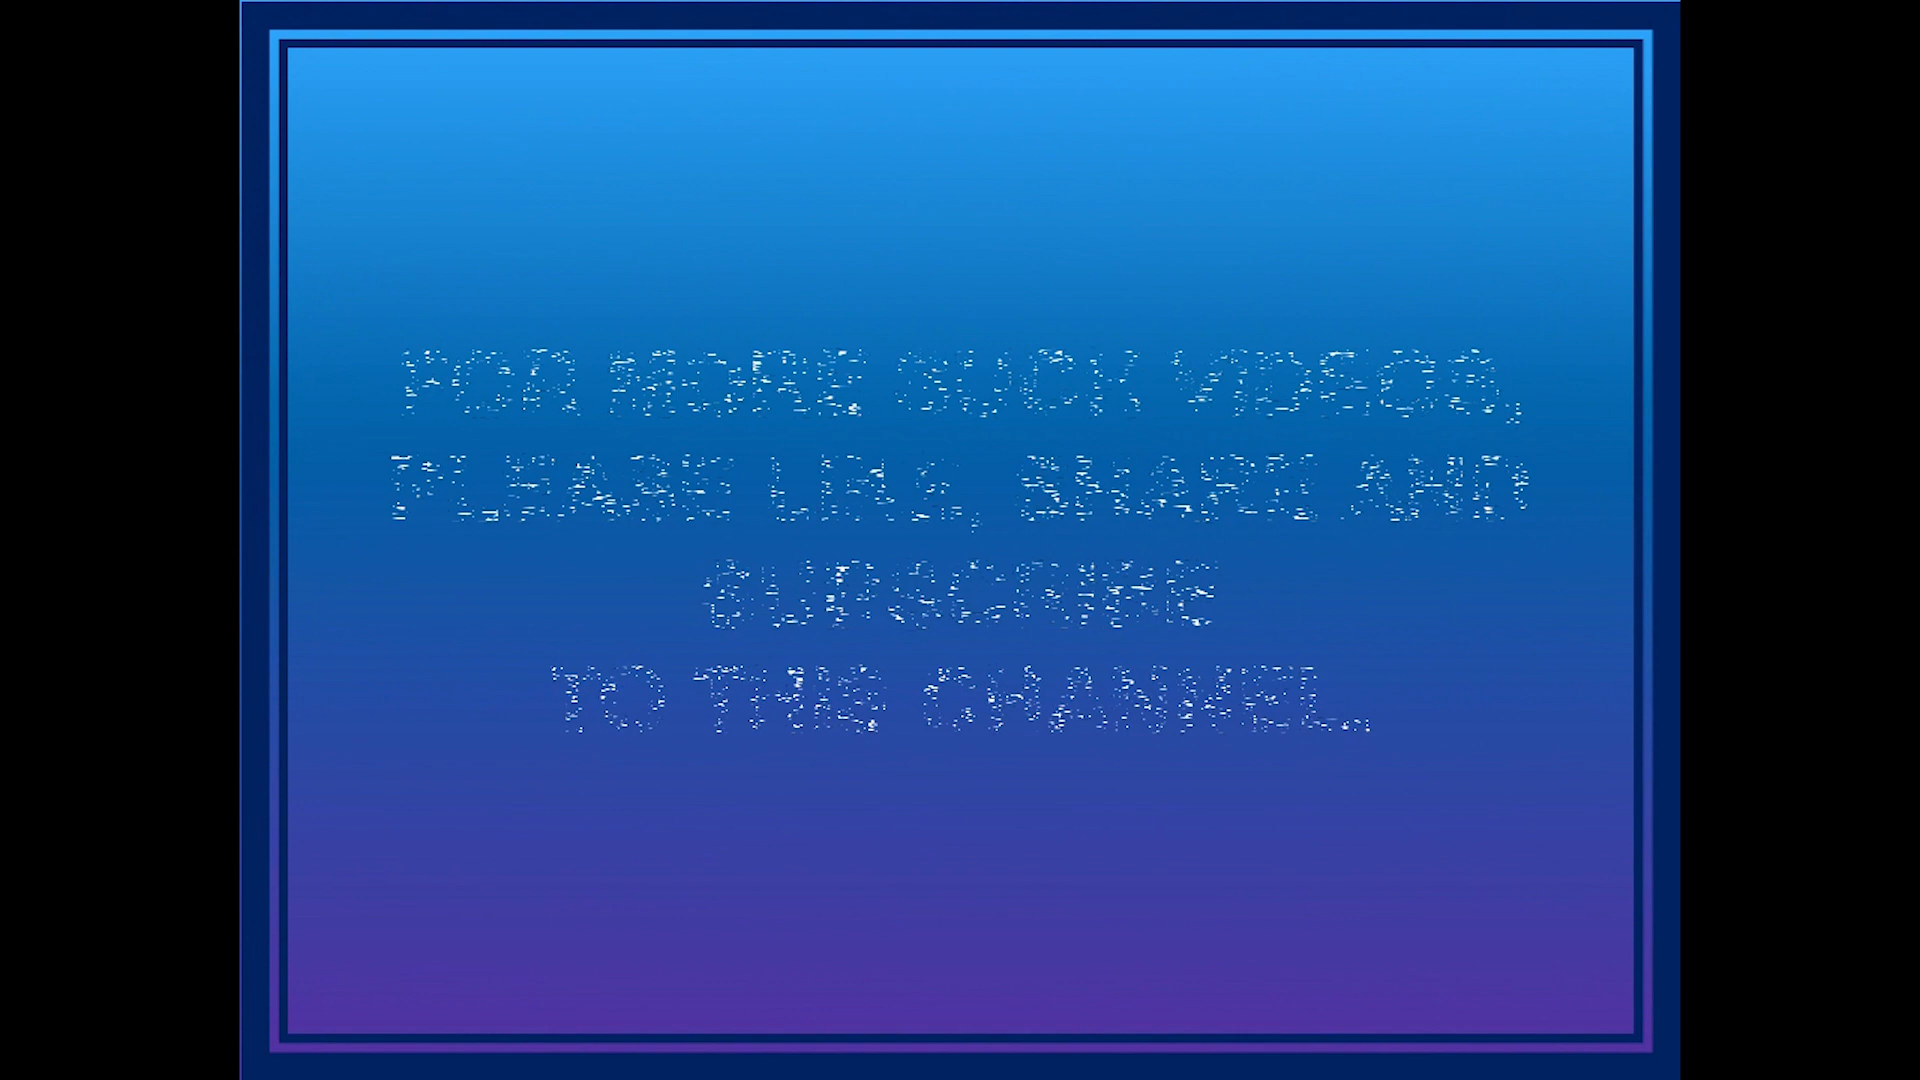 FOR MORE SUCH VIDEOS,
PLEASE LIKE, SHARE AND
SUBSCRIBE
TO THIS CHANNEL..